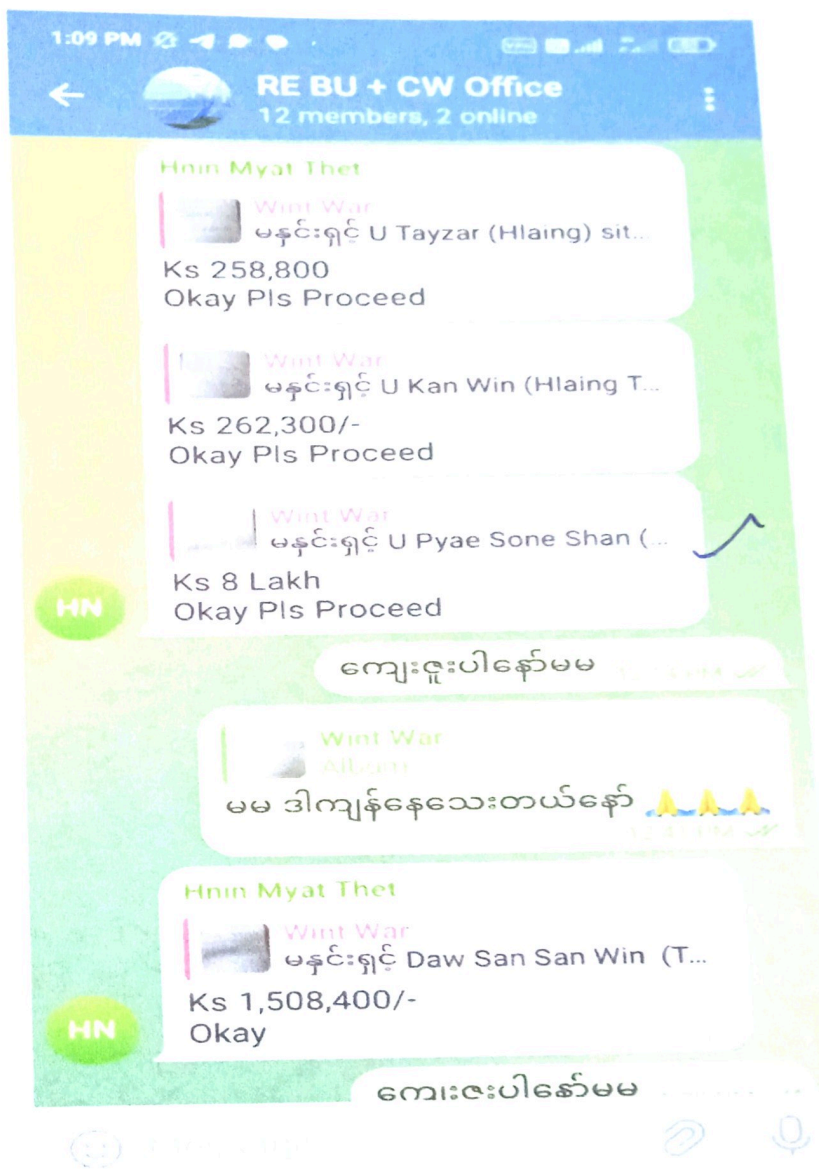 1:09 PM
RE BU + CW Office
12 members, 2 online
Hnin Myat Thet
Wint War
မနှင်းရှင့် U Tayzar (Hlaing) sit...
Ks 258,800
Okay Pls Proceed
Wint War
မနှင်းရှင့် U Kan Win (Hlaing T...
Ks 262,300/-
Okay Pls Proceed
Wint War
မနှင်းရှင့် U Pyae Sone Shan (...
Ks 8 Lakh
Okay Pls Proceed
HN
ကျေးဇူးပါနော်မမ
Wint War
Album
မမ ဒါကျန်နေသေးတယ်နော် 🙏🙏🙏
Hnin Myat Thet
Wint War
မနှင်းရှင့် Daw San San Win (T...
Ks 1,508,400/-
Okay
HN
ကျေးဇူးပါနော်မမ